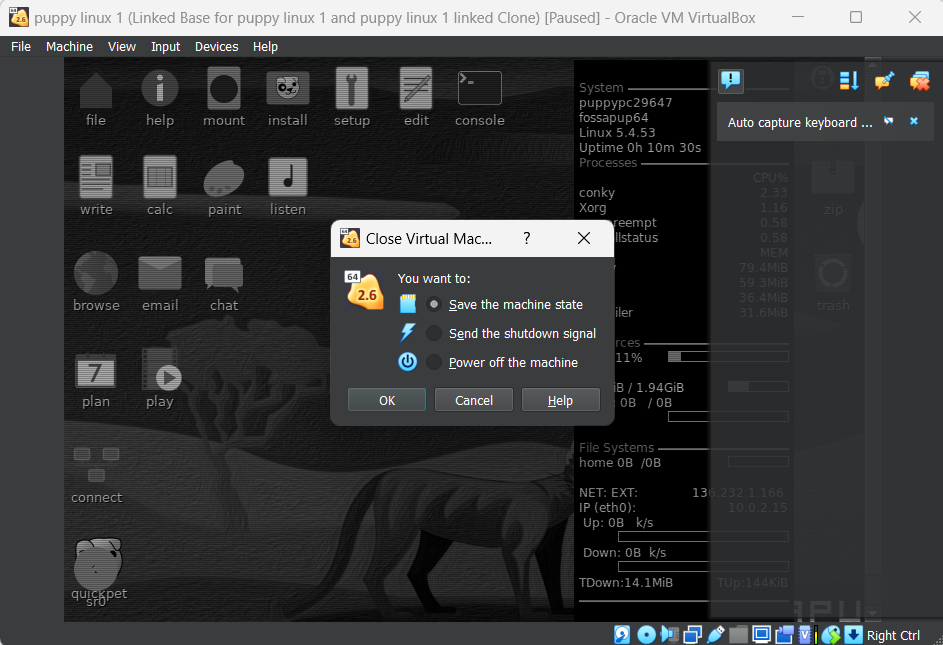 puppy linux 1 (Linked Base for puppy linux 1 and puppy linux 1 linked Clone) [Paused] - Oracle VM VirtualBox
File Machine View Input Devices Help
file help mount install setup edit console
write calc paint listen
browse email chat
7
plan play
connect
quickpet
sr0
System
puppypc29647
fossapup64
Linux 5.4.53
Uptime 0h 10m 30s
Processes
CPU%
conky 2.33
Xorg 1.16
reempt 0.58
llstatus 0.58
MEM
79.4MiB
59.3MiB
36.4MiB
iler 31.6MiB
rces
11%
iB / 1.94GiB
0B / 0B
File Systems
home 0B /0B
NET: EXT: 136.232.1.166
IP (eth0): 10.0.2.15
Up: 0B k/s
Down: 0B k/s
TDown:14.1MiB TUp:144KiB
Auto capture keyboard ...
zip
trash
Close Virtual Mac... ?
64
2.6
You want to:
Save the machine state
Send the shutdown signal
Power off the machine
OK Cancel Help
Right Ctrl